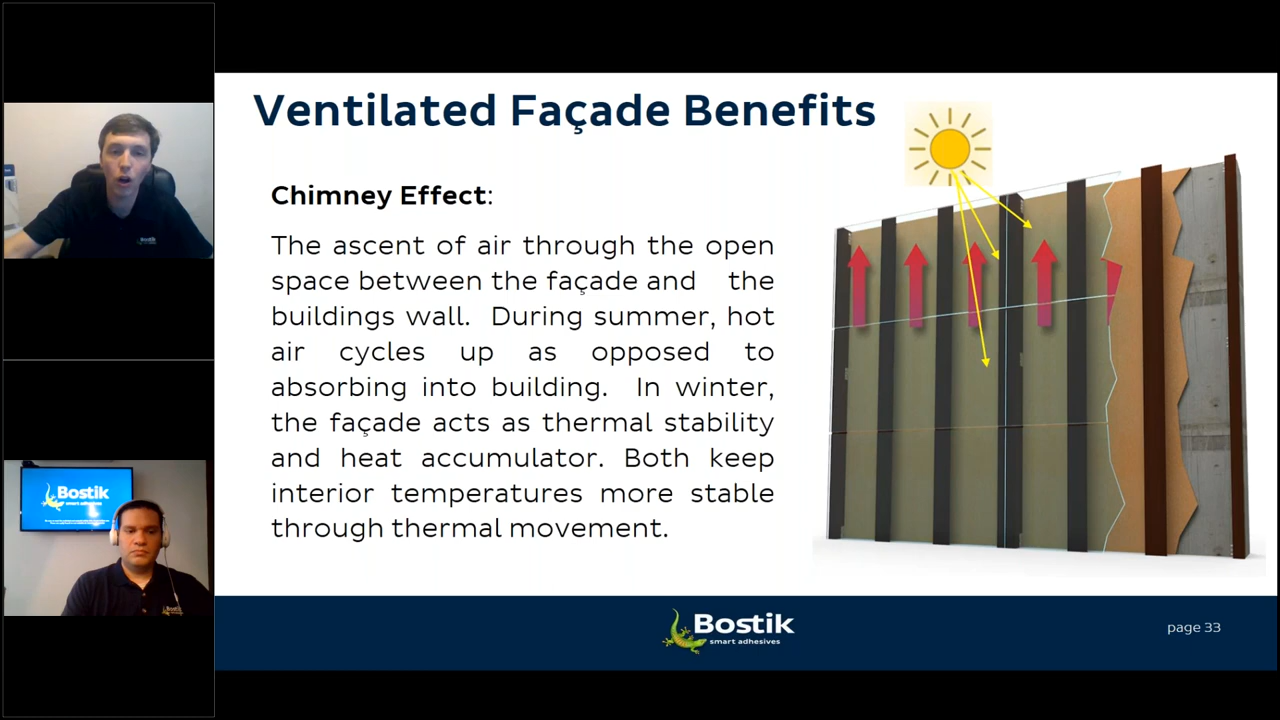 Ventilated Façade Benefits
Chimney Effect:
The ascent of air through the open
space between the façade and the
buildings wall. During summer, hot
air cycles up as opposed to
absorbing into building. In winter,
the façade acts as thermal stability
and heat accumulator. Both keep
interior temperatures more stable
through thermal movement.
Bostik
smart adhesives
Bostik
smart adhesives
page 33